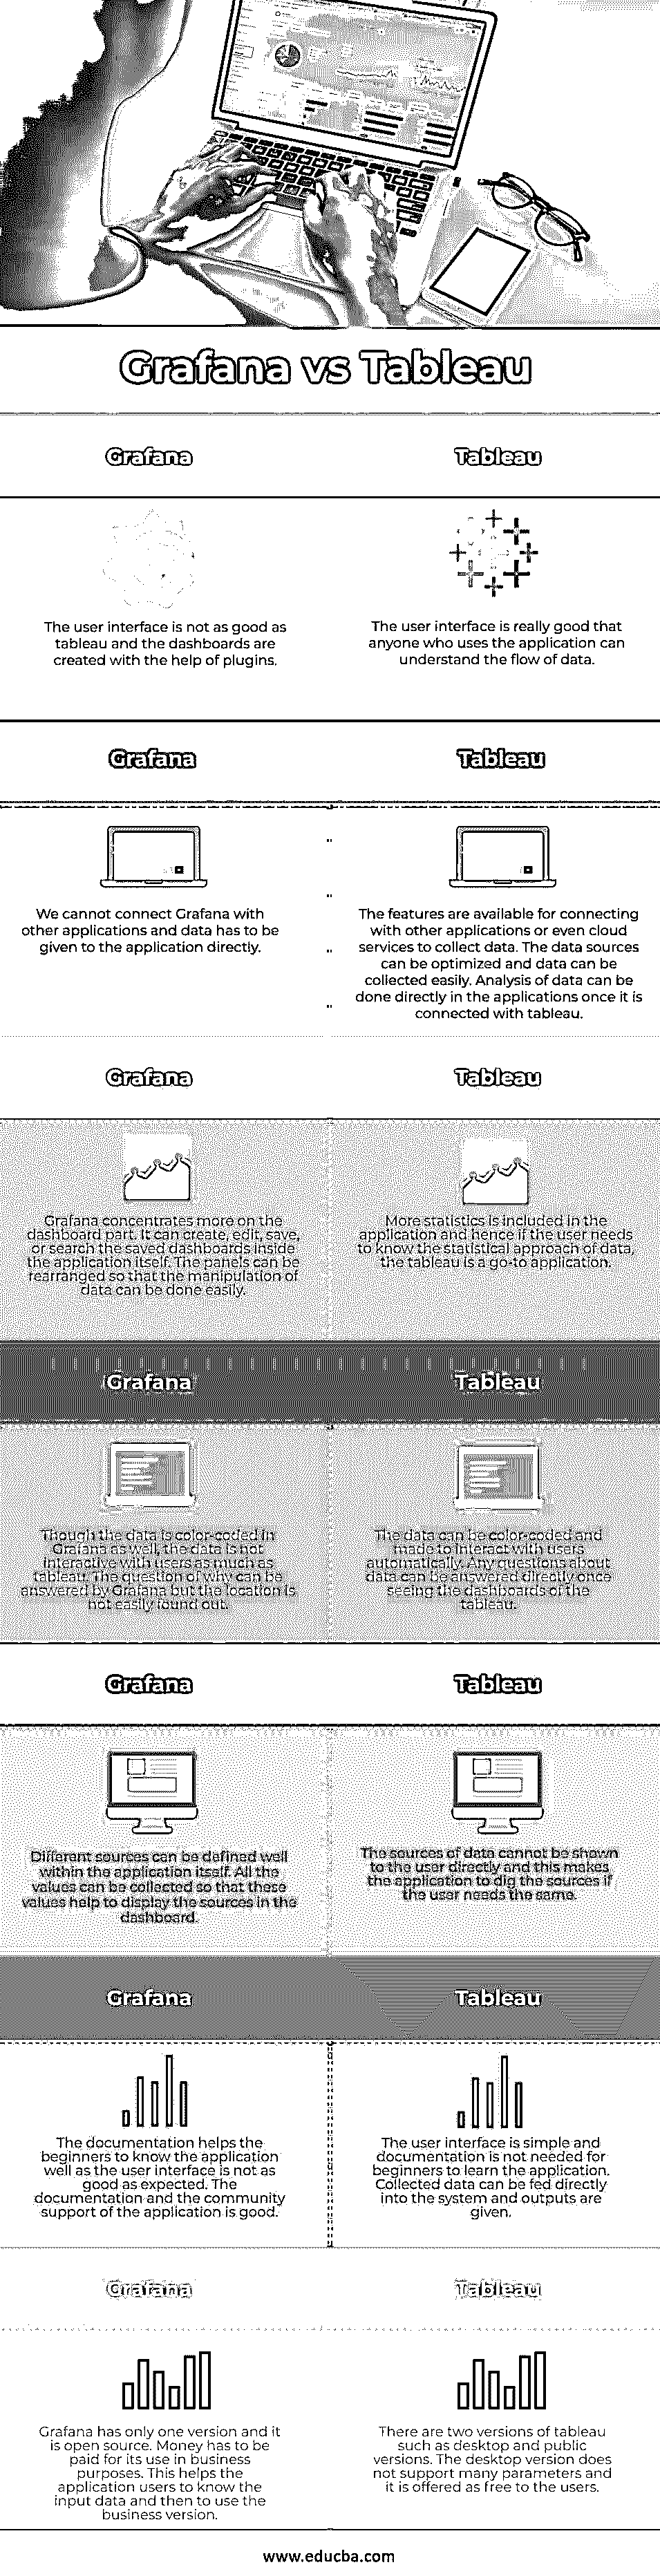 Grafana vs Tableau
Grafana
Tableau
The user interface is not as good as
tableau and the dashboards are
created with the help of plugins.
The user interface is really good that
anyone who uses the application can
understand the flow of data.
Grafana
Tableau
We cannot connect Grafana with
other applications and data has to be
given to the application directly.
The features are available for connecting
with other applications or even cloud
services to collect data. The data sources
can be optimized and data can be
collected easily. Analysis of data can be
done directly in the applications once it is
connected with tableau.
Grafana
Tableau
Grafana concentrates more on the
dashboard part. It can create, edit, save,
or search the saved dashboards inside
the application itself. The panels can be
rearranged so that the manipulation of
data can be done easily.
More statistics is included in the
application and hence if the user needs
to know the statistical approach of data,
the tableau is a go-to application.
Grafana
Tableau
Though the data is color-coded in
Grafana as well, the data is not
interactive with users as much as
tableau. The question of why can be
answered by Grafana but the location is
not easily found out.
The data can be color-coded and
made to interact with users
automatically. Any questions about
data can be answered directly once
seeing the dashboards of the
tableau.
Grafana
Tableau
Different sources can be defined well
within the application itself. All the
values can be collected so that these
values help to display the sources in the
dashboard.
The sources of data cannot be shown
to the user directly and this makes
the application to dig the sources if
the user needs the same.
Grafana
Tableau
The documentation helps the
beginners to know the application
well as the user interface is not as
good as expected. The
documentation and the community
support of the application is good.
The user interface is simple and
documentation is not needed for
beginners to learn the application.
Collected data can be fed directly
into the system and outputs are
given.
Grafana
Tableau
Grafana has only one version and it
is open source. Money has to be
paid for its use in business
purposes. This helps the
application users to know the
input data and then to use the
business version.
There are two versions of tableau
such as desktop and public
versions. The desktop version does
not support many parameters and
it is offered as free to the users.
www.educba.com